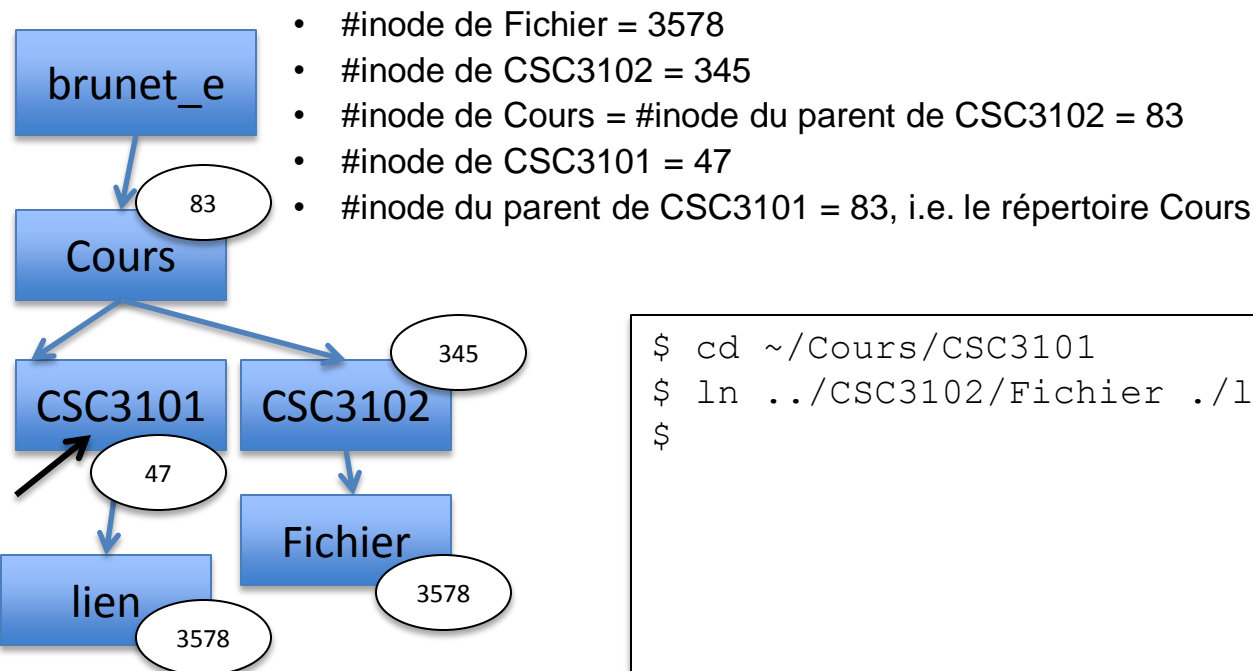 • #inode de Fichier = 3578
• #inode de CSC3102 = 345
• #inode de Cours = #inode du parent de CSC3102 = 83
• #inode de CSC3101 = 47
• #inode du parent de CSC3101 = 83, i.e. le répertoire Cours
brunet_e
83
Cours
345
CSC3101
CSC3102
47
Fichier
3578
lien
3578
$ cd ~/Cours/CSC3101
$ ln ../CSC3102/Fichier ./l
$